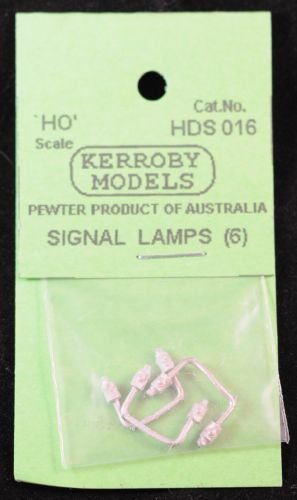 'HO' Cat.No.
Scale HDS 016
KERROBY
MODELS
PEWTER PRODUCT OF AUSTRALIA
SIGNAL LAMPS (6)